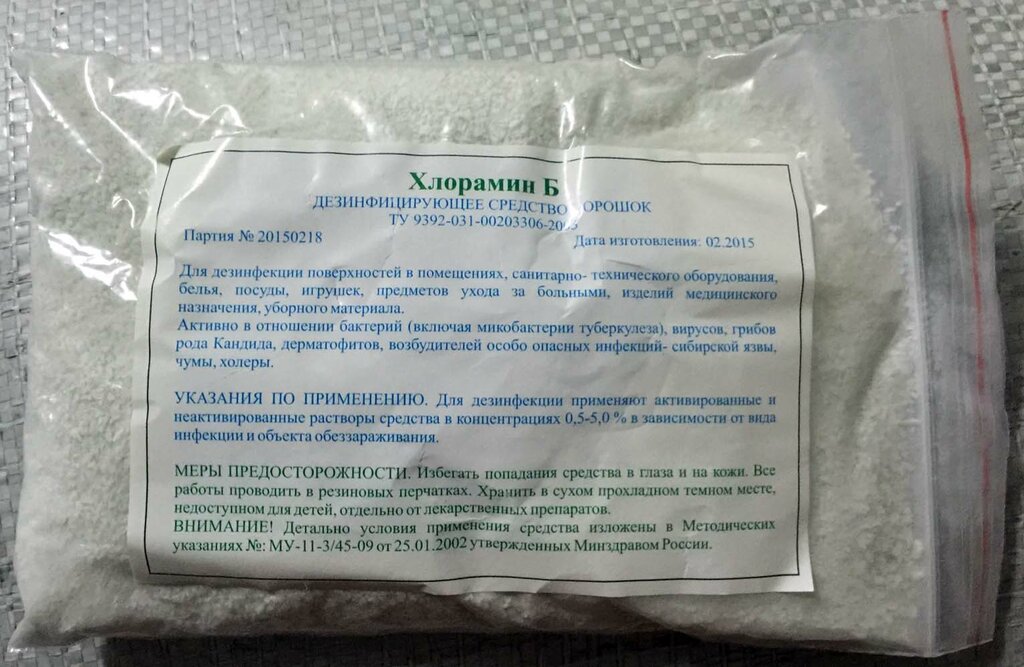 Хлорамин Б
ДЕЗИНФИЦИРУЮЩЕЕ СРЕДСТВО
ТУ 9392-031-00203306-20
Партия № 20150218 Дата изготовления: 02.2015
Для дезинфекции поверхностей в помещениях, санитарно- технического оборудования,
белья, посуды, игрушек, предметов ухода за больными, изделий медицинского
назначения, уборного материала.
Активно в отношении бактерий (включая микобактерии туберкулеза), вирусов, грибов
рода Кандида, дерматофитов, возбудителей особо опасных инфекций- сибирской язвы,
чумы, холеры.
УКАЗАНИЯ ПО ПРИМЕНЕНИЮ. Для дезинфекции применяют активированные и
неактивированные растворы средства в концентрациях 0,5-5,0 % в зависимости от вида
инфекции и объекта обеззараживания.
МЕРЫ ПРЕДОСТОРОЖНОСТИ. Избегать попадания средства в глаза и на кожи. Все
работы проводить в резиновых перчатках. Хранить в сухом прохладном темном месте,
недоступном для детей, отдельно от лекарственных препаратов.
ВНИМАНИЕ! Детально условия применения средства изложены в Методических
указаниях №: МУ-11-3/45-09 от 25.01.2002 утвержденных Минздравом России.